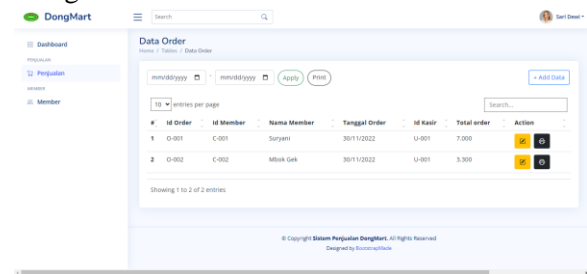 DongMart
Search
Sari Dewi
Dashboard
PENJUALAN
Penjualan
MEMBER
Member
Data Order
Home / Tables / Data Order
mm/dd/yyyy - mm/dd/yyyy Apply Print + Add Data
10 entries per page Search...
# Id Order Id Member Nama Member Tanggal Order Id Kasir Total order Action
1 O-001 C-001 Suryani 30/11/2022 U-001 7.000
2 O-002 C-002 Mbok Gek 30/11/2022 U-001 3.300
Showing 1 to 2 of 2 entries
© Copyright Sistem Penjualan DongMart. All Rights Reserved
Designed by BootstrapMade